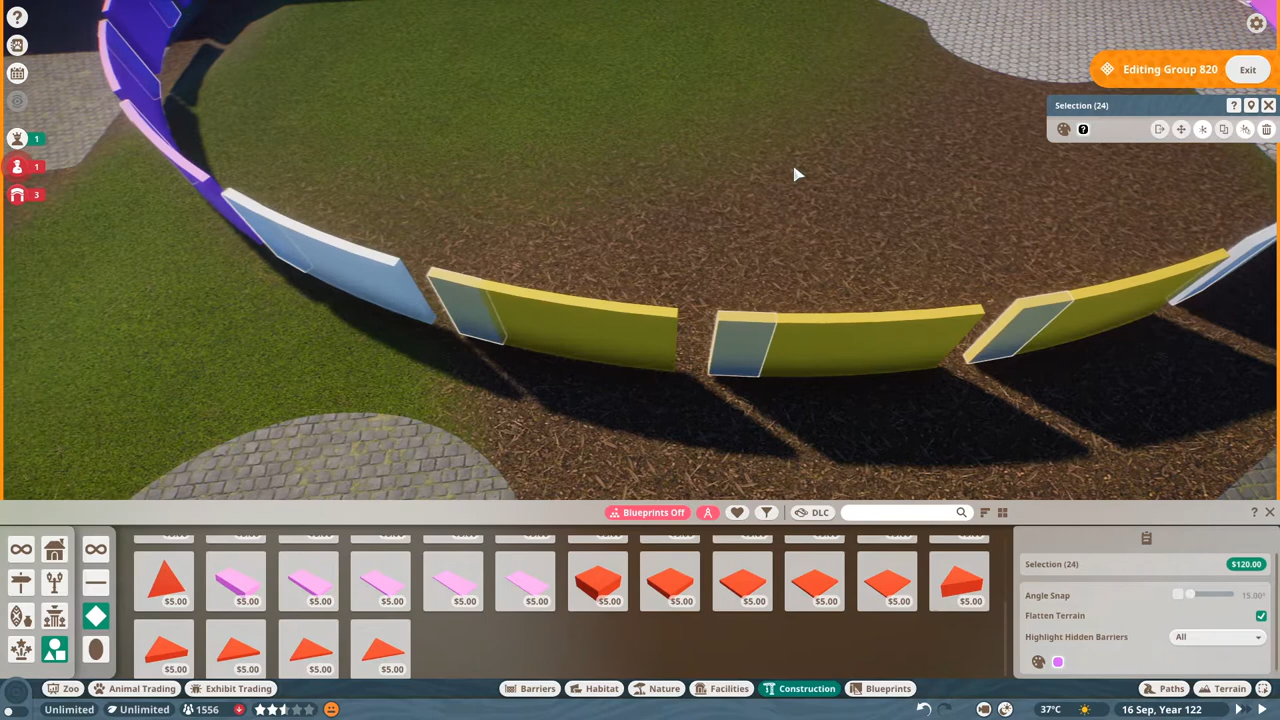 Editing Group 820 Exit
Selection (24) ?
1
1
3
Blueprints Off DLC ?
Selection (24) $120.00
$5.00 $5.00 $5.00 $5.00 $5.00 $5.00 $5.00 $5.00 $5.00 $5.00 $5.00 $5.00
Angle Snap 15.00°
Flatten Terrain
Highlight Hidden Barriers All
$5.00 $5.00 $5.00 $5.00
Zoo Animal Trading Exhibit Trading Barriers Habitat Nature Facilities Construction Blueprints Paths Terrain
Unlimited Unlimited 1556 37°C 16 Sep, Year 122